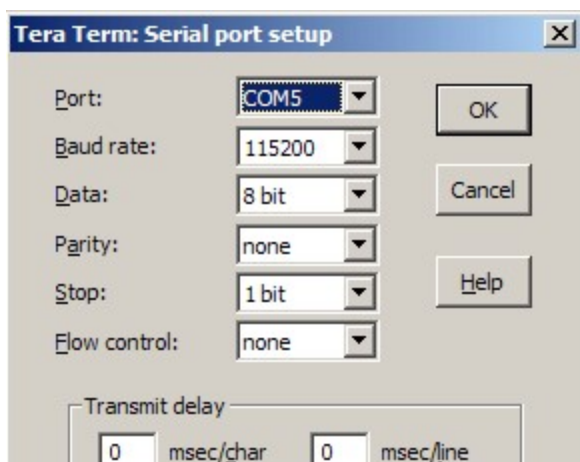 Tera Term: Serial port setup
Port: COM5 OK
Baud rate: 115200
Data: 8 bit Cancel
Parity: none
Stop: 1 bit Help
Flow control: none
Transmit delay
0 msec/char 0 msec/line